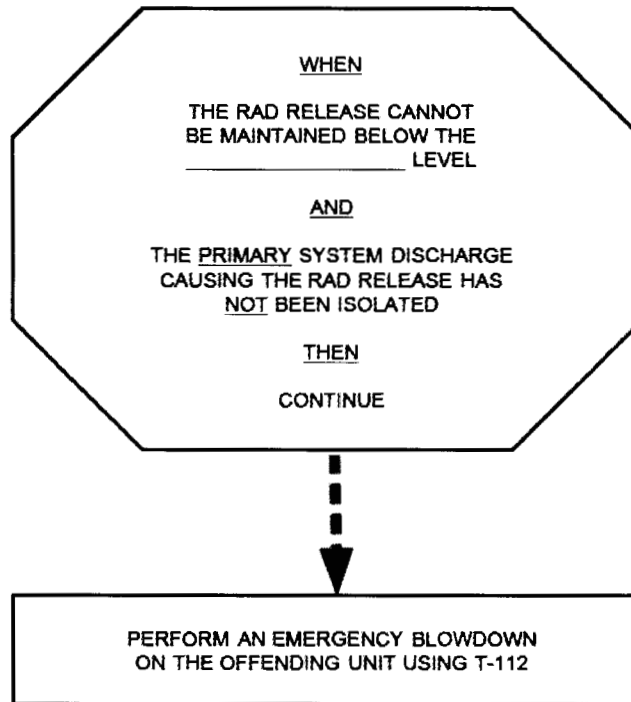 WHEN
THE RAD RELEASE CANNOT
BE MAINTAINED BELOW THE
____________________ LEVEL
AND
THE PRIMARY SYSTEM DISCHARGE
CAUSING THE RAD RELEASE HAS
NOT BEEN ISOLATED
THEN
CONTINUE
PERFORM AN EMERGENCY BLOWDOWN
ON THE OFFENDING UNIT USING T-112